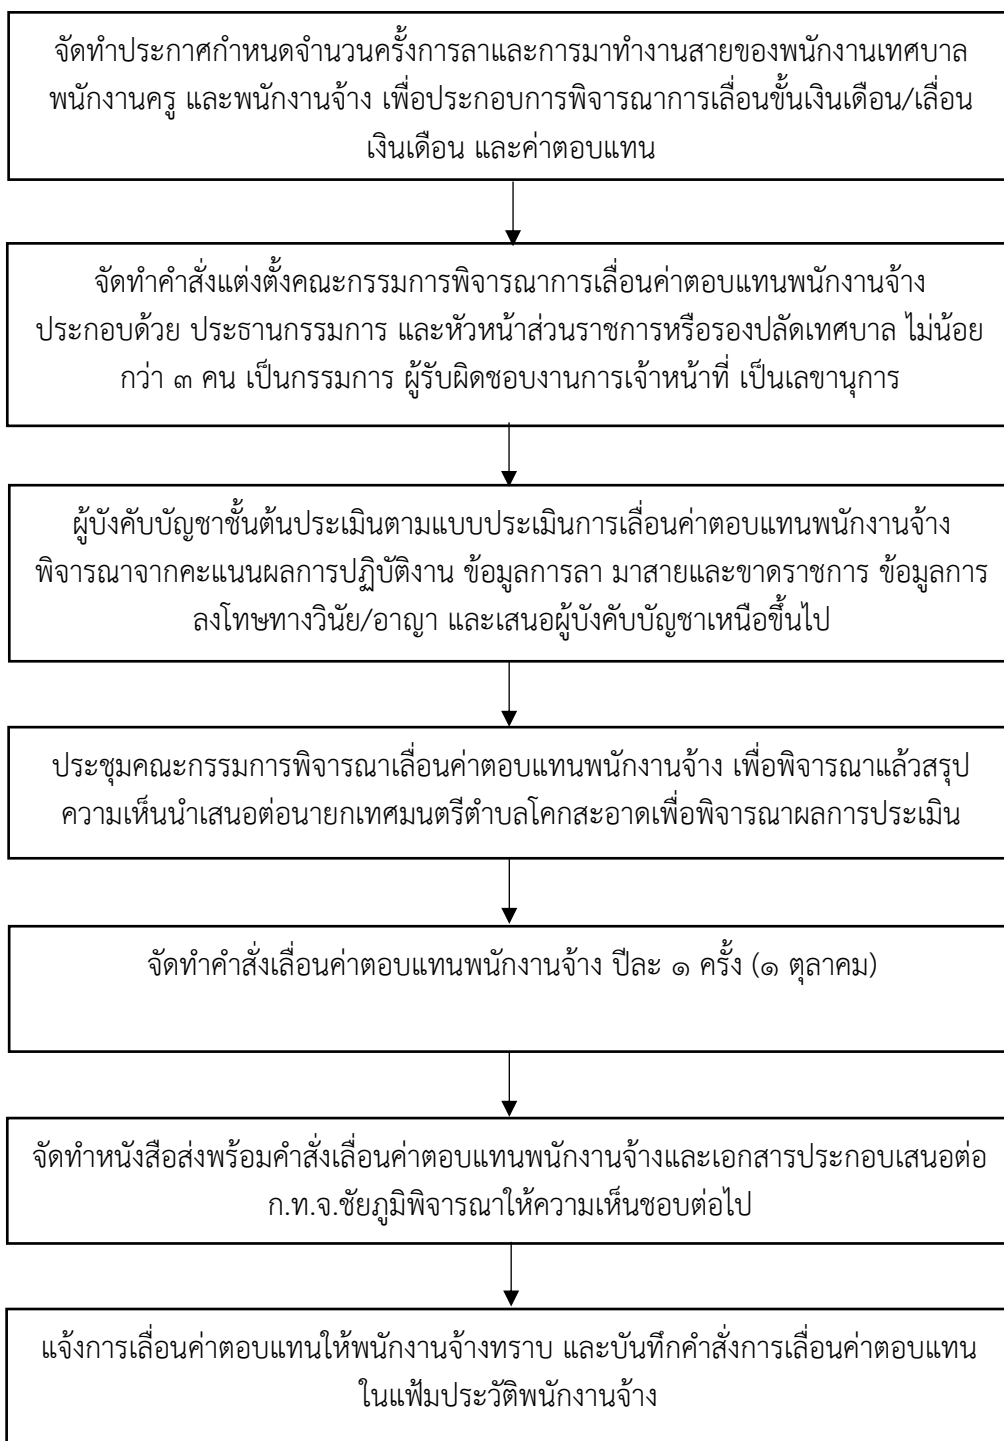 จัดทำประกาศกำหนดจำนวนครั้งการลาและการมาทำงานสายของพนักงานเทศบาล
พนักงานครู และพนักงานจ้าง เพื่อประกอบการพิจารณาการเลื่อนขั้นเงินเดือน/เลื่อน
เงินเดือน และค่าตอบแทน
จัดทำคำสั่งแต่งตั้งคณะกรรมการพิจารณาการเลื่อนค่าตอบแทนพนักงานจ้าง
ประกอบด้วย ประธานกรรมการ และหัวหน้าส่วนราชการหรือรองปลัดเทศบาล ไม่น้อย
กว่า ๓ คน เป็นกรรมการ ผู้รับผิดชอบงานการเจ้าหน้าที่ เป็นเลขานุการ
ผู้บังคับบัญชาชั้นต้นประเมินตามแบบประเมินการเลื่อนค่าตอบแทนพนักงานจ้าง
พิจารณาจากคะแนนผลการปฏิบัติงาน ข้อมูลการลา มาสายและขาดราชการ ข้อมูลการ
ลงโทษทางวินัย/อาญา และเสนอผู้บังคับบัญชาเหนือขึ้นไป
ประชุมคณะกรรมการพิจารณาเลื่อนค่าตอบแทนพนักงานจ้าง เพื่อพิจารณาแล้วสรุป
ความเห็นนำเสนอต่อนายกเทศมนตรีตำบลโคกสะอาดเพื่อพิจารณาผลการประเมิน
จัดทำคำสั่งเลื่อนค่าตอบแทนพนักงานจ้าง ปีละ ๑ ครั้ง (๑ ตุลาคม)
จัดทำหนังสือส่งพร้อมคำสั่งเลื่อนค่าตอบแทนพนักงานจ้างและเอกสารประกอบเสนอต่อ
ก.ท.จ.ชัยภูมิพิจารณาให้ความเห็นชอบต่อไป
แจ้งการเลื่อนค่าตอบแทนให้พนักงานจ้างทราบ และบันทึกคำสั่งการเลื่อนค่าตอบแทน
ในแฟ้มประวัติพนักงานจ้าง